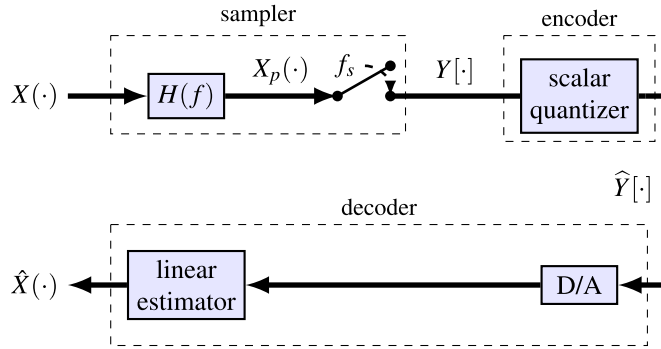 sampler
encoder
X(·)
H(f)
X_p(·)
f_s
Y[·]
scalar
quantizer
Ŷ[·]
decoder
X̂(·)
linear
estimator
D/A